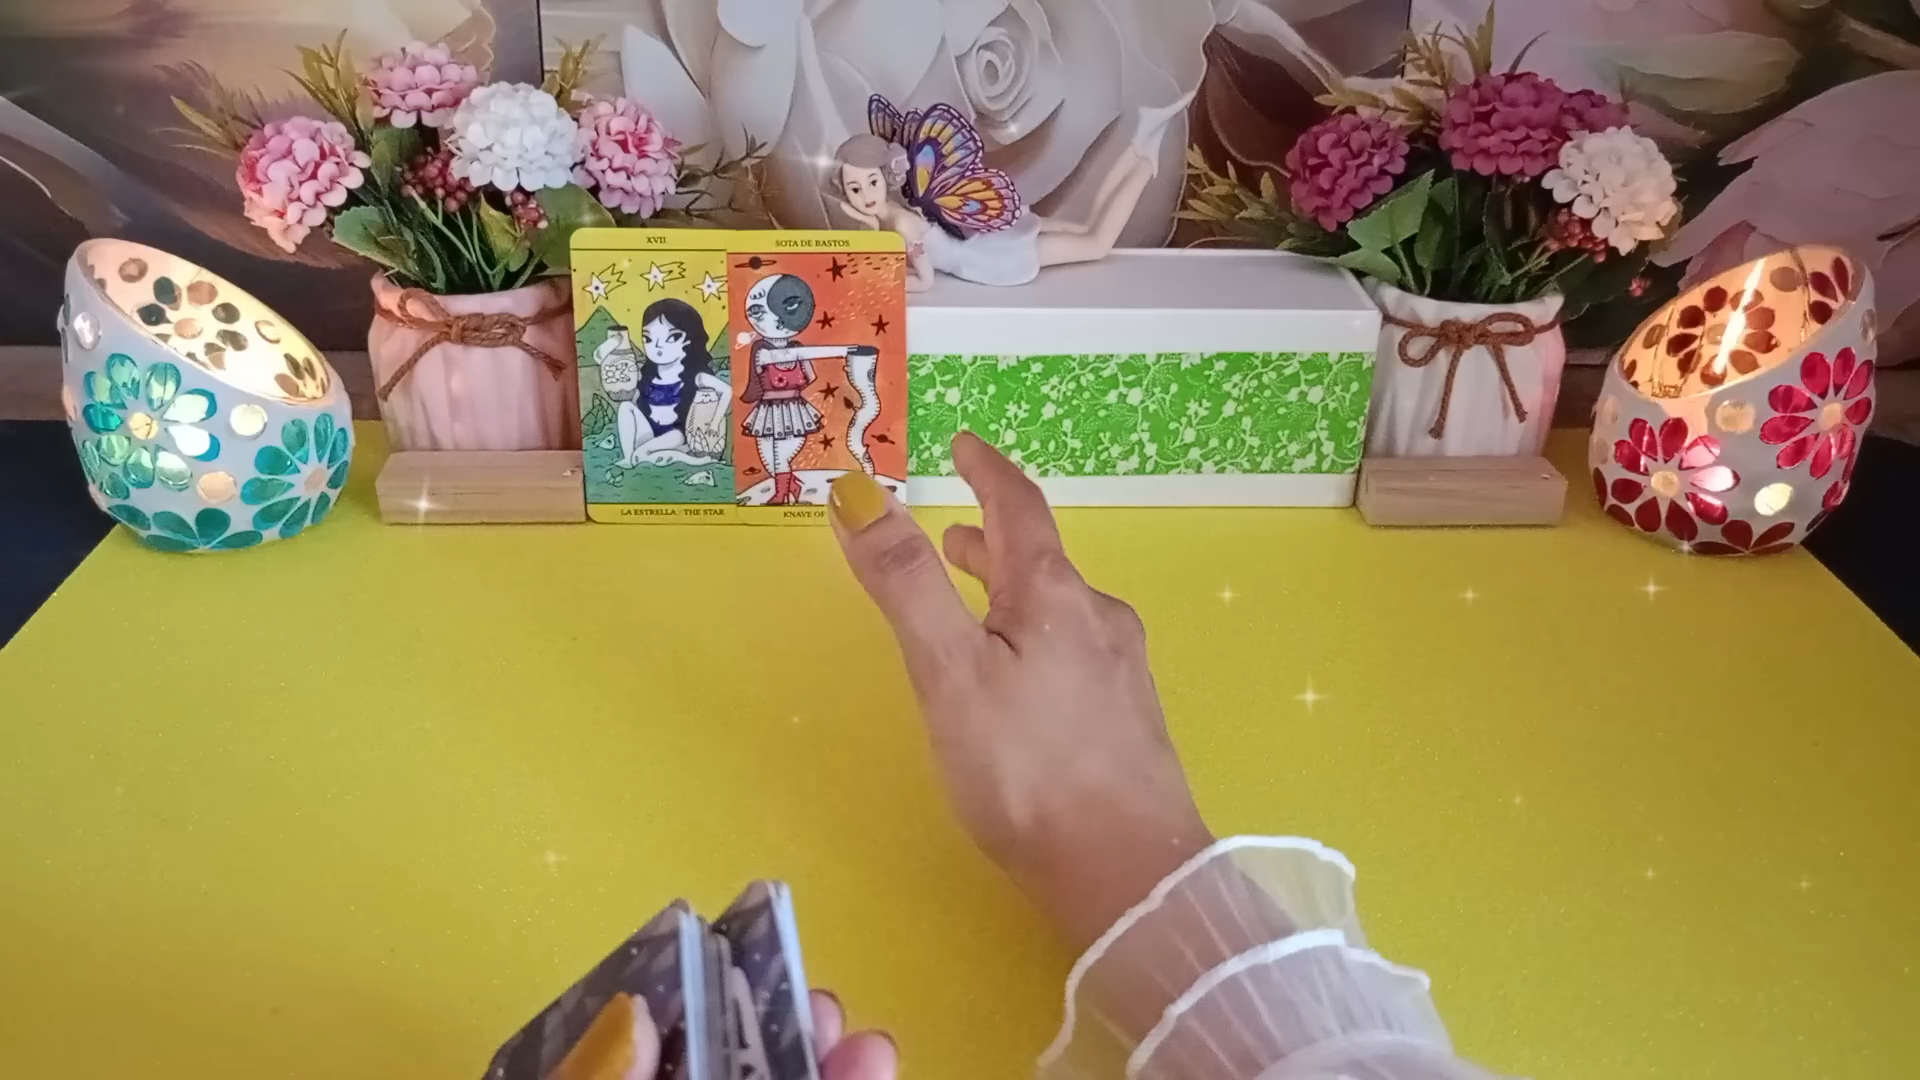 XVII
SOTA DE BASTOS
LA ESTRELLA / THE STAR
KNAVE OF